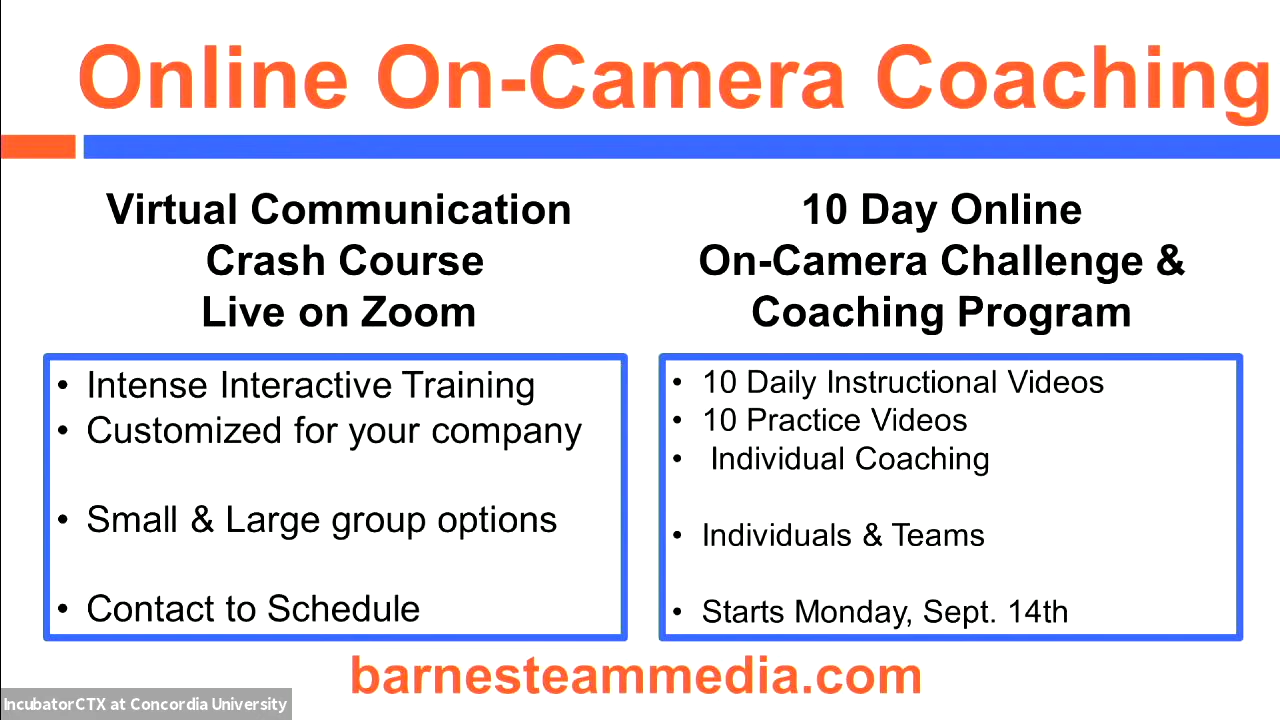 Online On-Camera Coaching
Virtual Communication
Crash Course
Live on Zoom
• Intense Interactive Training
• Customized for your company
• Small & Large group options
• Contact to Schedule
10 Day Online
On-Camera Challenge &
Coaching Program
• 10 Daily Instructional Videos
• 10 Practice Videos
• Individual Coaching
• Individuals & Teams
• Starts Monday, Sept. 14th
barnesteammedia.com
IncubatorCTX at Concordia University